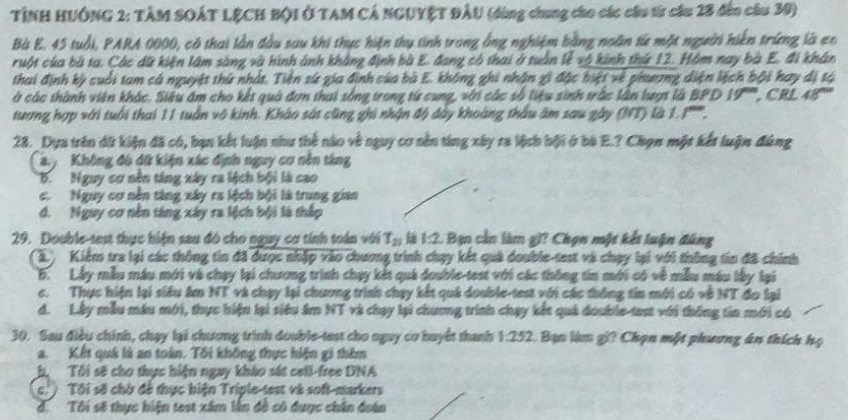 TÌNH HUỐNG 2: TẦM SOÁT LỆCH BỘI Ở TAM CÁ NGUYỆT ĐẦU (dùng chung cho các câu từ câu 28 đến câu 30)
Bà E. 45 tuổi, PARA 0000, có thai lần đầu sau khi thực hiện thụ tinh trong ống nghiệm bằng noãn từ một người hiến trứng là em
ruột của bà ta. Các dữ kiện lâm sàng và hình ảnh khẳng định bà E. đang có thai ở tuần lễ vô kinh thứ 12. Hôm nay bà E. đi khám
thai định kỳ cuối tam cá nguyệt thứ nhất. Tiền sử gia đình của bà E. không ghi nhận gì đặc biệt về phương diện lệch bội hay dị tật
ở các thành viên khác. Siêu âm cho kết quả đơn thai sống trong tử cung, với các số liệu sinh trắc lần lượt là BPD 19mm, CRL 48mm
tương hợp với tuổi thai 11 tuần vô kinh. Khảo sát cũng ghi nhận độ dày khoảng thấu âm sau gáy (NT) là 1.1mm.
28. Dựa trên dữ kiện đã có, bạn kết luận như thế nào về nguy cơ nền tảng xảy ra lệch bội ở bà E.? Chọn một kết luận đúng
a. Không đủ dữ kiện xác định nguy cơ nền tảng
b. Nguy cơ nền tảng xảy ra lệch bội là cao
c. Nguy cơ nền tảng xảy ra lệch bội là trung gian
d. Nguy cơ nền tảng xảy ra lệch bội là thấp
29. Double-test thực hiện sau đó cho nguy cơ tính toán với T21 là 1:2. Bạn cần làm gì? Chọn một kết luận đúng
a. Kiểm tra lại các thông tin đã được nhập vào chương trình chạy kết quả double-test và chạy lại với thông tin đã chỉnh
b. Lấy mẫu máu mới và chạy lại chương trình chạy kết quả double-test với các thông tin mới có về mẫu máu lấy lại
c. Thực hiện lại siêu âm NT và chạy lại chương trình chạy kết quả double-test với các thông tin mới có về NT đo lại
d. Lấy mẫu máu mới, thực hiện lại siêu âm NT và chạy lại chương trình chạy kết quả double-test với thông tin mới có
30. Sau điều chỉnh, chạy lại chương trình double-test cho nguy cơ huyết thanh 1:252. Bạn làm gì? Chọn một phương án thích hợ
a. Kết quả là an toàn. Tôi không thực hiện gì thêm
b. Tôi sẽ cho thực hiện ngay khảo sát cell-free DNA
c. Tôi sẽ chờ để thực hiện Triple-test và soft-markers
d. Tôi sẽ thực hiện test xâm lấn để có được chẩn đoán